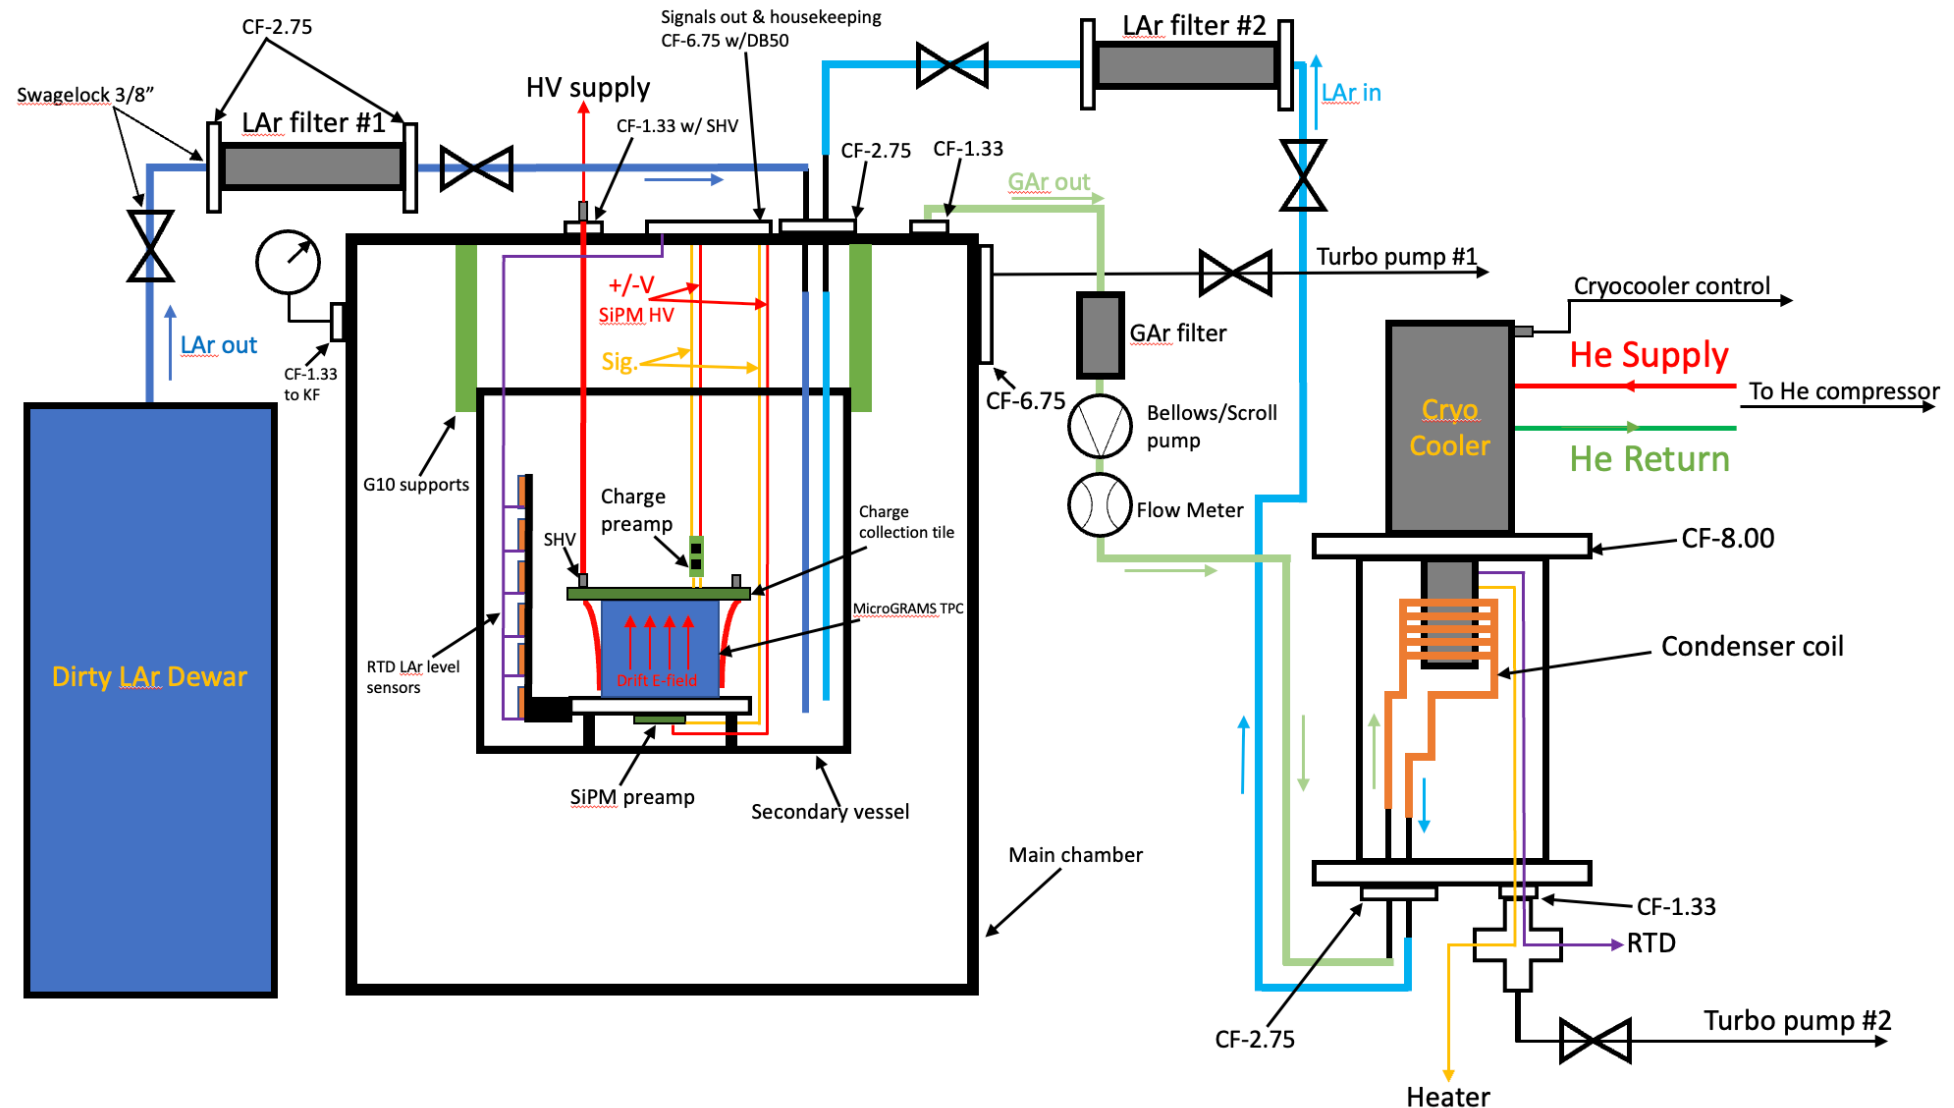 CF-2.75
Signals out & housekeeping
CF-6.75 w/DB50
LAr filter #2
Swagelock 3/8”
HV supply
LAr in
LAr filter #1
CF-1.33 w/ SHV
CF-2.75
CF-1.33
GAr out
Turbo pump #1
+/-V
SiPM HV
Cryocooler control
LAr out
GAr filter
He Supply
CF-1.33
to KF
Sig.
CF-6.75
To He compressor
Bellows/Scroll
pump
Cryo
Cooler
He Return
G10 supports
Charge
preamp
Charge
collection tile
Flow Meter
SHV
CF-8.00
MicroGRAMS TPC
Condenser coil
RTD LAr level
sensors
Drift E-field
Dirty LAr Dewar
SiPM preamp
Secondary vessel
Main chamber
CF-1.33
RTD
CF-2.75
Turbo pump #2
Heater